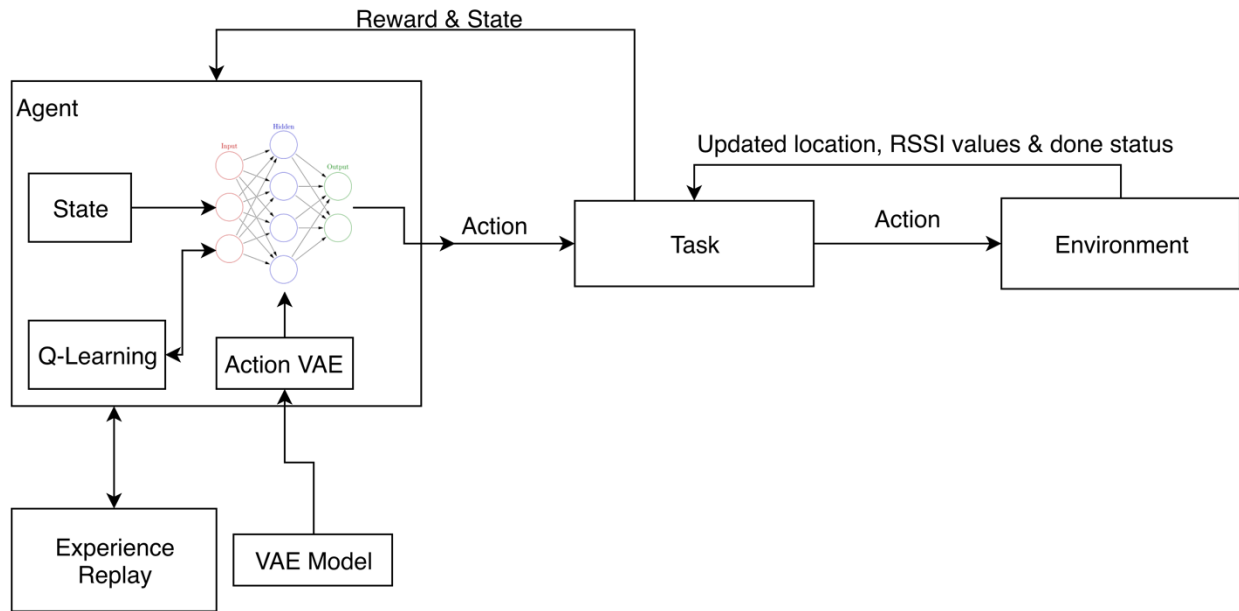 Reward & State
Agent
Hidden
Input
Output
Updated location, RSSI values & done status
State
Action
Task
Action
Environment
Q-Learning
Action VAE
Experience
Replay
VAE Model